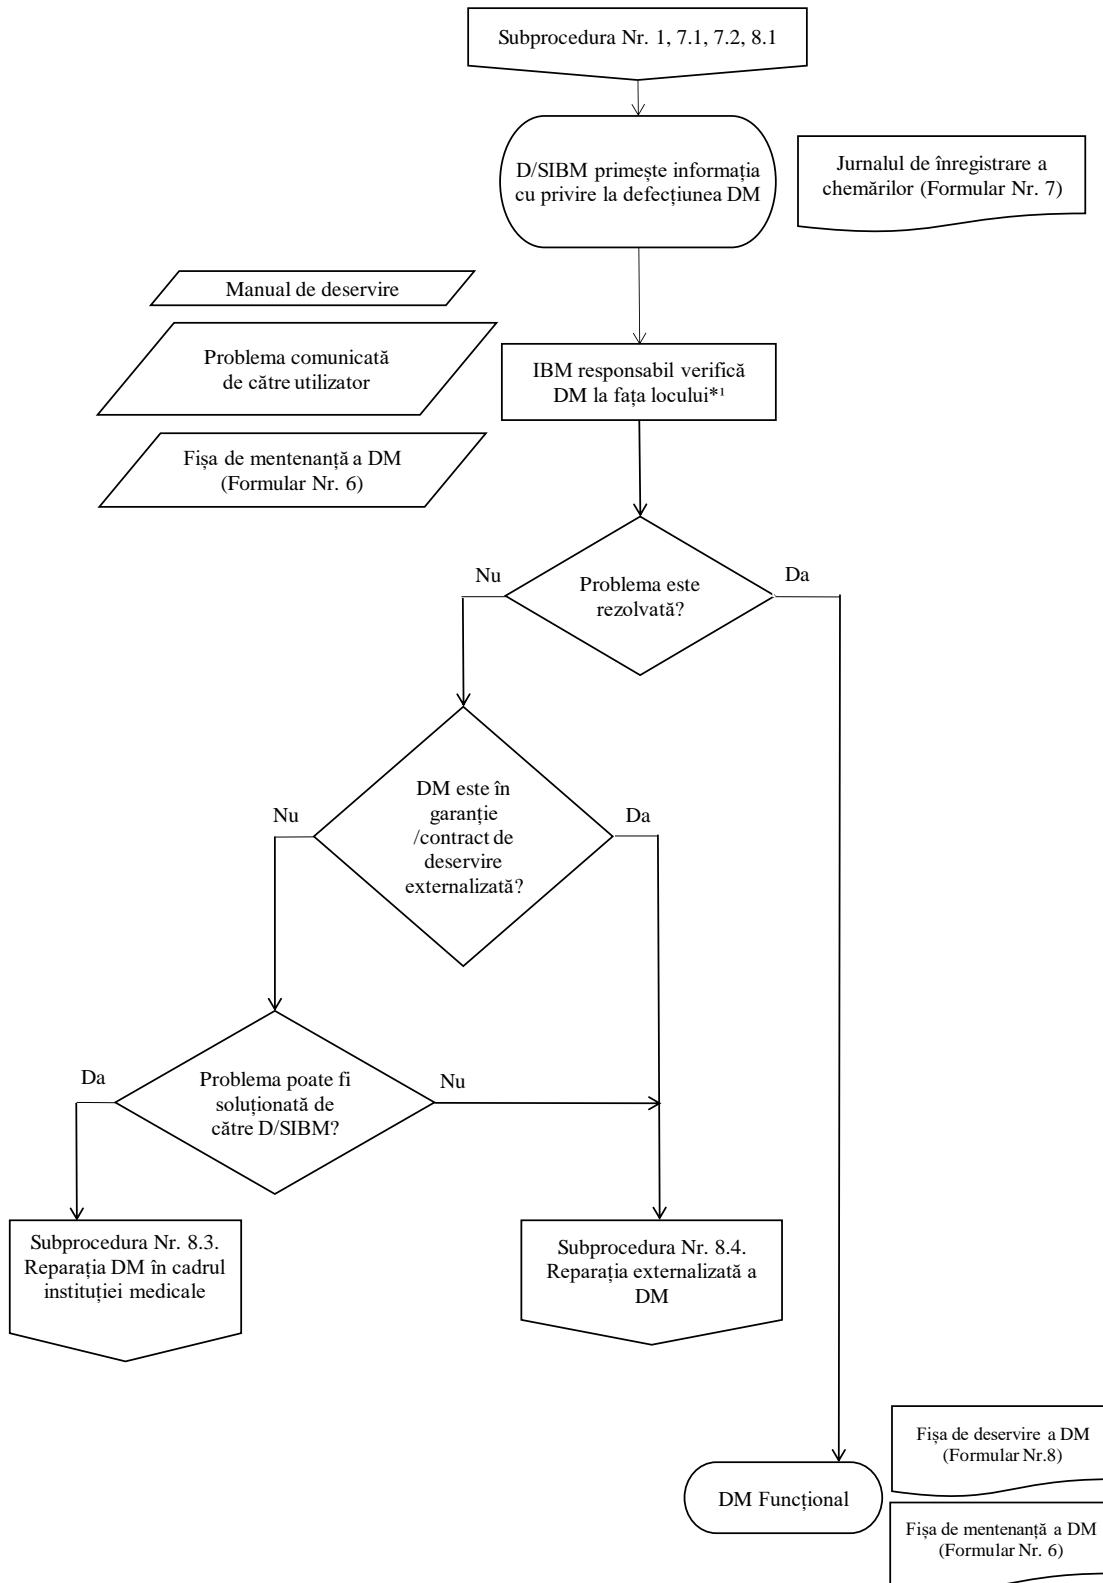 Subprocedura Nr. 1, 7.1, 7.2, 8.1
D/SIBM primește informația
cu privire la defecțiunea DM
Jurnalul de înregistrare a
chemărilor (Formular Nr. 7)
Manual de deservire
Problema comunicată
de către utilizator
IBM responsabil verifică
DM la fața locului*¹
Fișa de mentenanță a DM
(Formular Nr. 6)
Nu
Da
Problema este
rezolvată?
DM este în
garanție
/contract de
deservire
externalizată?
Nu
Da
Da
Nu
Problema poate fi
soluționată de
către D/SIBM?
Subprocedura Nr. 8.3.
Reparația DM în cadrul
instituției medicale
Subprocedura Nr. 8.4.
Reparația externalizată a
DM
Fișa de deservire a DM
(Formular Nr.8)
DM Funcțional
Fișa de mentenanță a DM
(Formular Nr. 6)